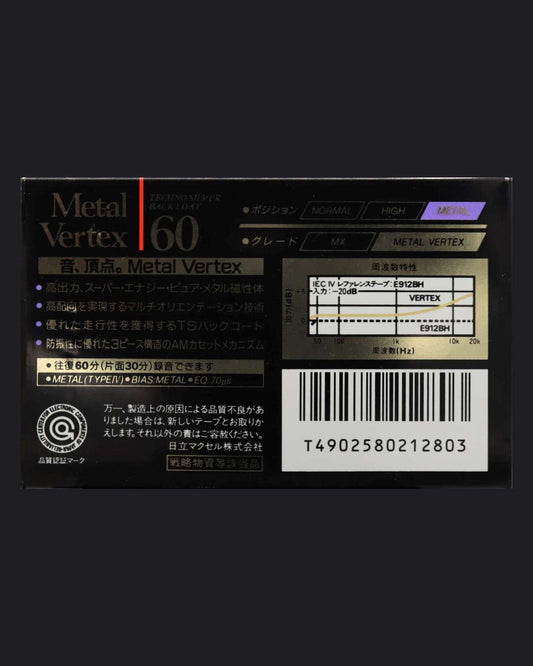 Metal
Vertex
TECHNO SILVER
BACK COAT
60
●ポジション NORMAL HIGH METAL
●グレード MX METAL VERTEX
音、頂点。Metal Vertex
●高出力、スーパー・エナジー・ピュア・メタル磁性体
●高配向を実現するマルチオリエンテーション技術
●優れた走行性を獲得するTSバックコート
●防振性に優れた3ピース構造のAMカセットメカニズム
●往復60分(片面30分)録音できます
●METAL(TYPEIV)●BIAS:METAL●EQ:70μs
周波数特性
IEC IV レファレンステープ:E912BH
入力:-20dB
VERTEX
E912BH
出力(dB)
+5
0
50 100 1k 10k 20k
周波数(Hz)
万一、製造上の原因による品質不良があり
ました場合は、新しいテープとお取りか
えします。それ以外の責はご容赦ください。
日立マクセル株式会社
戦略物資等該当品
品質認証マーク
T4902580212803